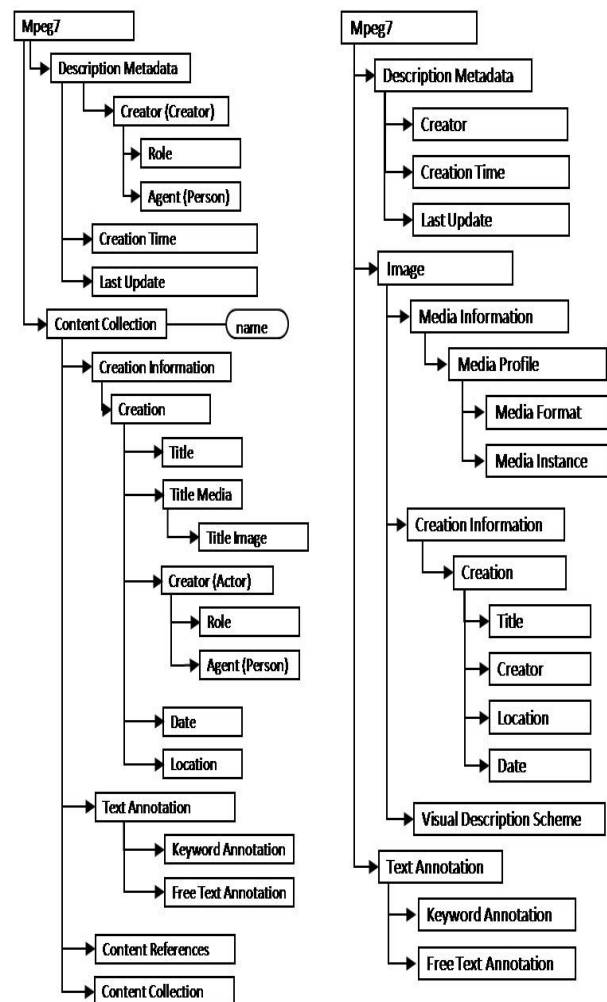 Mpeg7
Description Metadata
Creator (Creator)
Role
Agent (Person)
Creation Time
Last Update
Content Collection
name
Creation Information
Creation
Title
Title Media
Title Image
Creator (Actor)
Role
Agent (Person)
Date
Location
Text Annotation
Keyword Annotation
Free Text Annotation
Content References
Content Collection
Mpeg7
Description Metadata
Creator
Creation Time
Last Update
Image
Media Information
Media Profile
Media Format
Media Instance
Creation Information
Creation
Title
Creator
Location
Date
Visual Description Scheme
Text Annotation
Keyword Annotation
Free Text Annotation